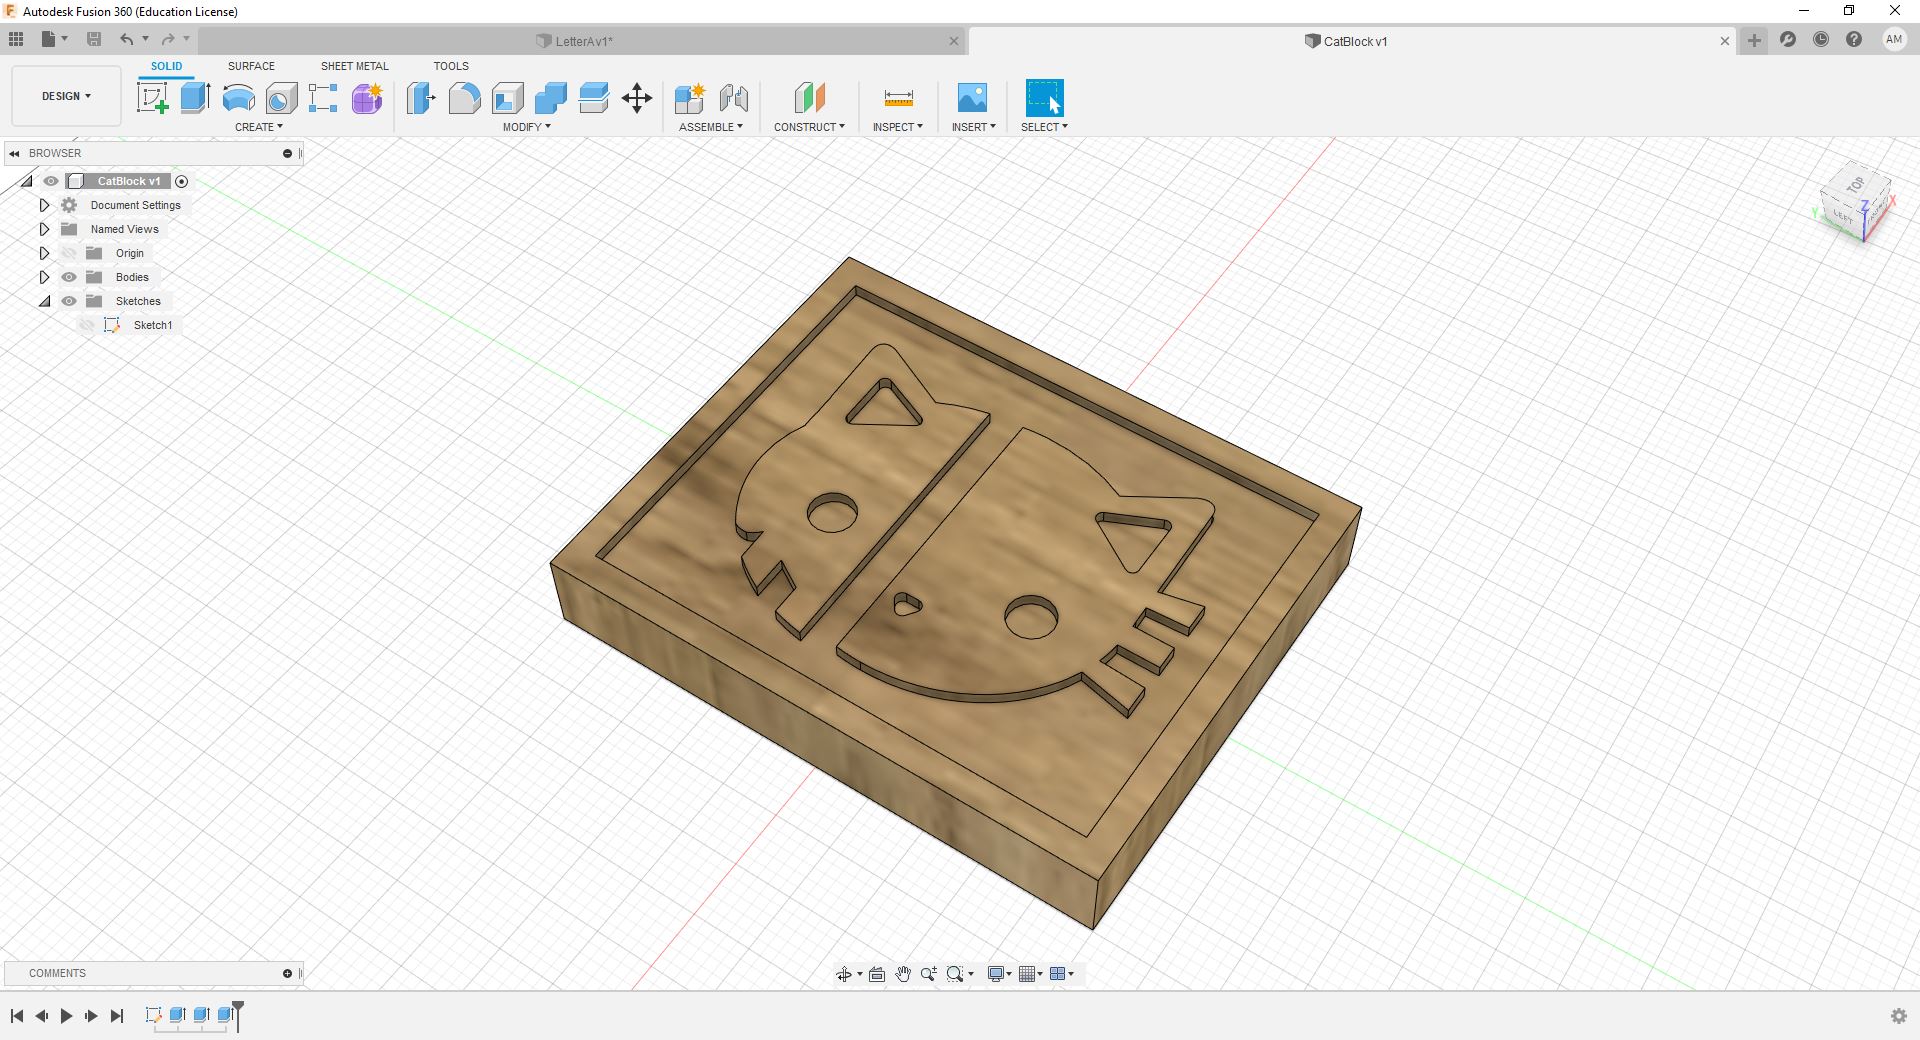 Autodesk Fusion 360 (Education License)
LetterA v1*
CatBlock v1
AM
SOLID SURFACE SHEET METAL TOOLS
DESIGN
CREATE MODIFY ASSEMBLE CONSTRUCT INSPECT INSERT SELECT
BROWSER
CatBlock v1
Document Settings
Named Views
Origin
Bodies
Sketches
Sketch1
TOP
LEFT
X
Y
Z
COMMENTS